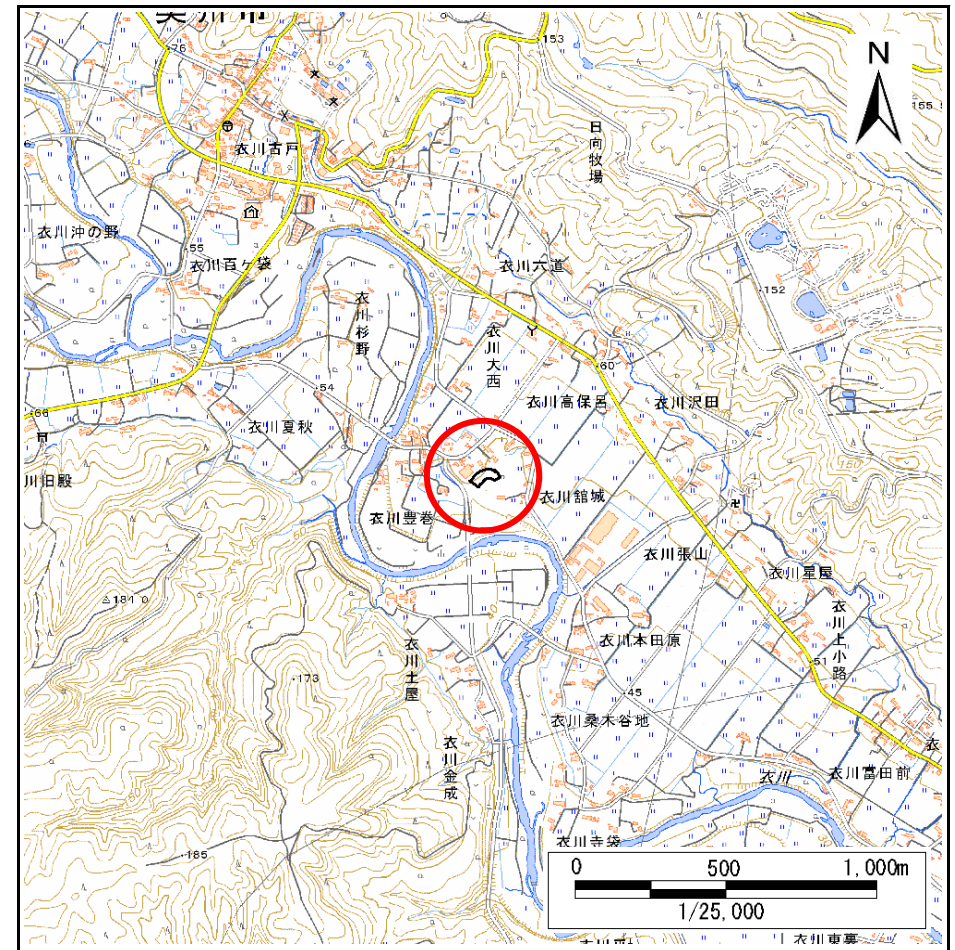 奥州市
76
153
N
155
衣川古戸
日向牧場
衣川沖の野
55
衣川百ケ袋
衣川六道
152
衣川杉野
衣川大西
60
54
衣川高保呂
衣川沢田
66
衣川夏秋
川旧殿
衣川舘城
衣川豊巻
衣川張山
衣川星屋
184.0
衣川上小路
衣川本田原
衣川土屋
51
173
45
衣川桑木谷地
衣川金成
衣川
衣川富田前
衣
185
衣川寺袋
0 500 1,000m
1/25,000
衣川東裏